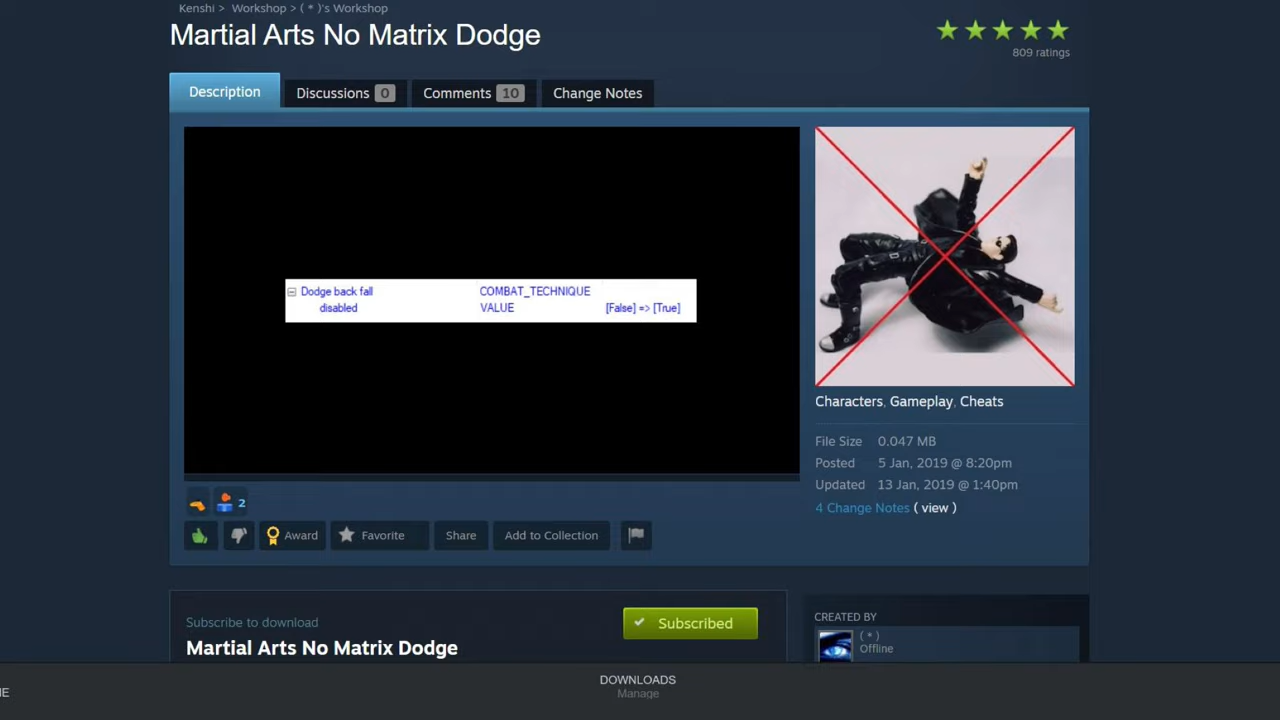 Kenshi > Workshop > ( * )'s Workshop
Martial Arts No Matrix Dodge
809 ratings
Description
Discussions 0
Comments 10
Change Notes
Dodge back fall COMBAT_TECHNIQUE
disabled VALUE [False] => [True]
Characters, Gameplay, Cheats
File Size 0.047 MB
Posted 5 Jan, 2019 @ 8:20pm
Updated 13 Jan, 2019 @ 1:40pm
4 Change Notes ( view )
2
Award
Favorite
Share
Add to Collection
Subscribe to download
Martial Arts No Matrix Dodge
Subscribed
CREATED BY
( * )
Offline
DOWNLOADS
Manage